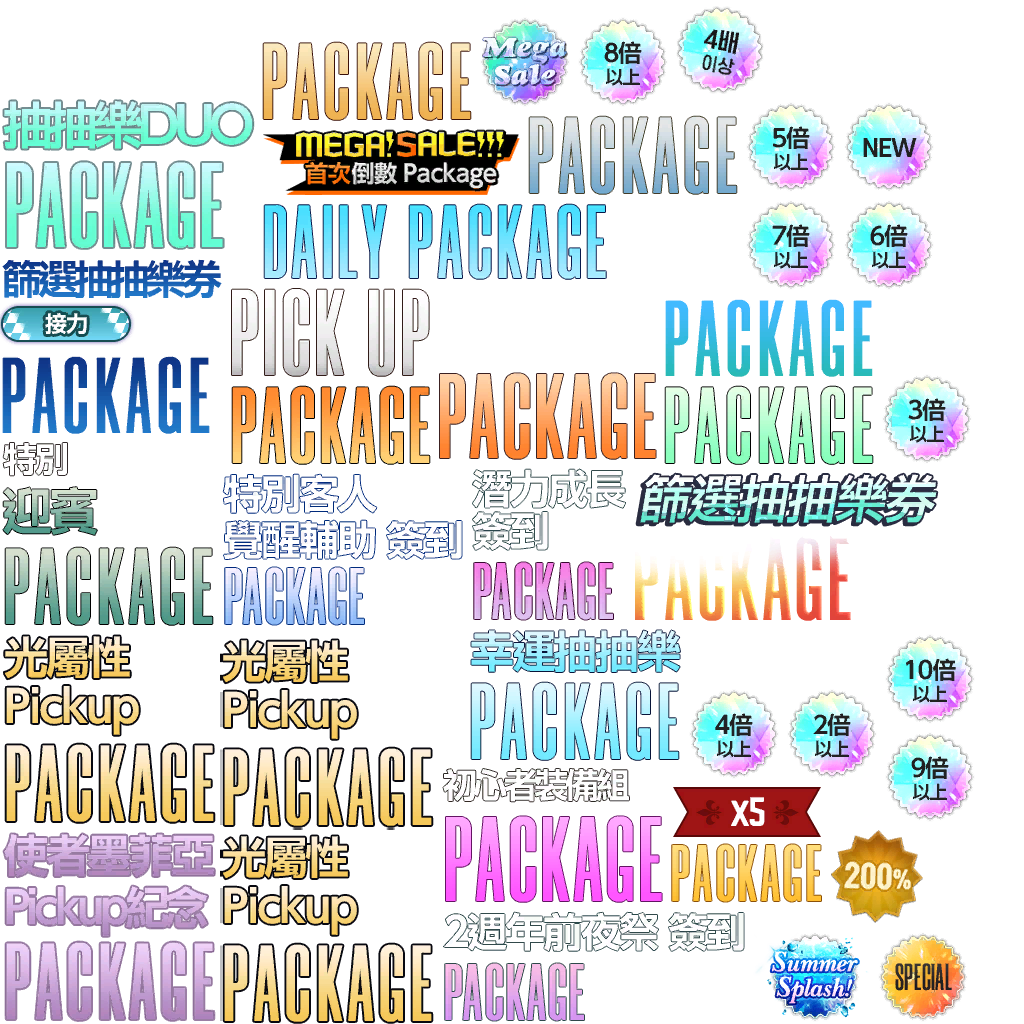 PACKAGE
Mega
Sale
8倍
以上
4배
이상
抽抽樂DUO
PACKAGE
MEGA! SALE!!!
首次倒數 Package
PACKAGE
5倍
以上
NEW
DAILY PACKAGE
7倍
以上
6倍
以上
篩選抽抽樂券
接力
PACKAGE
PICK UP
PACKAGE
PACKAGE
PACKAGE
PACKAGE
3倍
以上
特別
迎賓
PACKAGE
特別客人
覺醒輔助 簽到
PACKAGE
潛力成長
簽到
PACKAGE
篩選抽抽樂券
PACKAGE
光屬性
Pickup
PACKAGE
光屬性
Pickup
PACKAGE
幸運抽抽樂
PACKAGE
10倍
以上
4倍
以上
2倍
以上
9倍
以上
初心者裝備組
PACKAGE
X5
PACKAGE
200%
使者墨菲亞
Pickup紀念
PACKAGE
光屬性
Pickup
PACKAGE
2週年前夜祭 簽到
PACKAGE
Summer
Splash!
SPECIAL